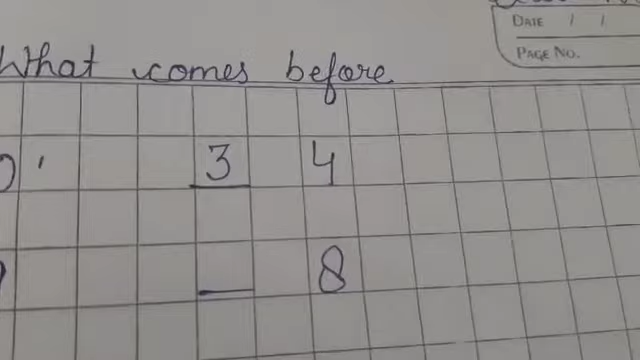 DATE / /
PAGE NO.
What comes before
3 4
_ 8